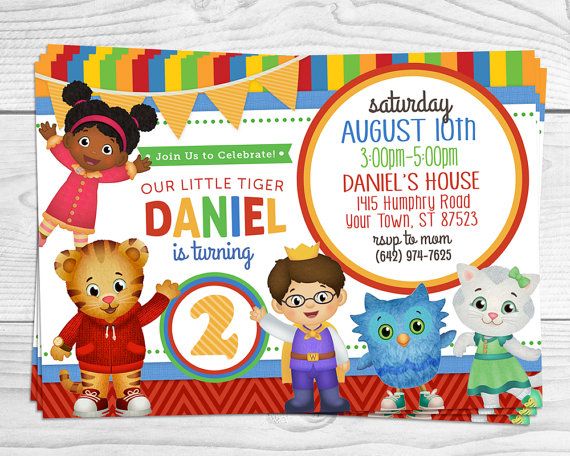 Join Us to Celebrate!
OUR LITTLE TIGER
DANIEL
is turning
2
saturday
AUGUST 10th
3:00pm-5:00pm
DANIEL'S HOUSE
1415 Humphry Road
Your Town, ST 87523
rsvp to mom
(642) 974-7625
W